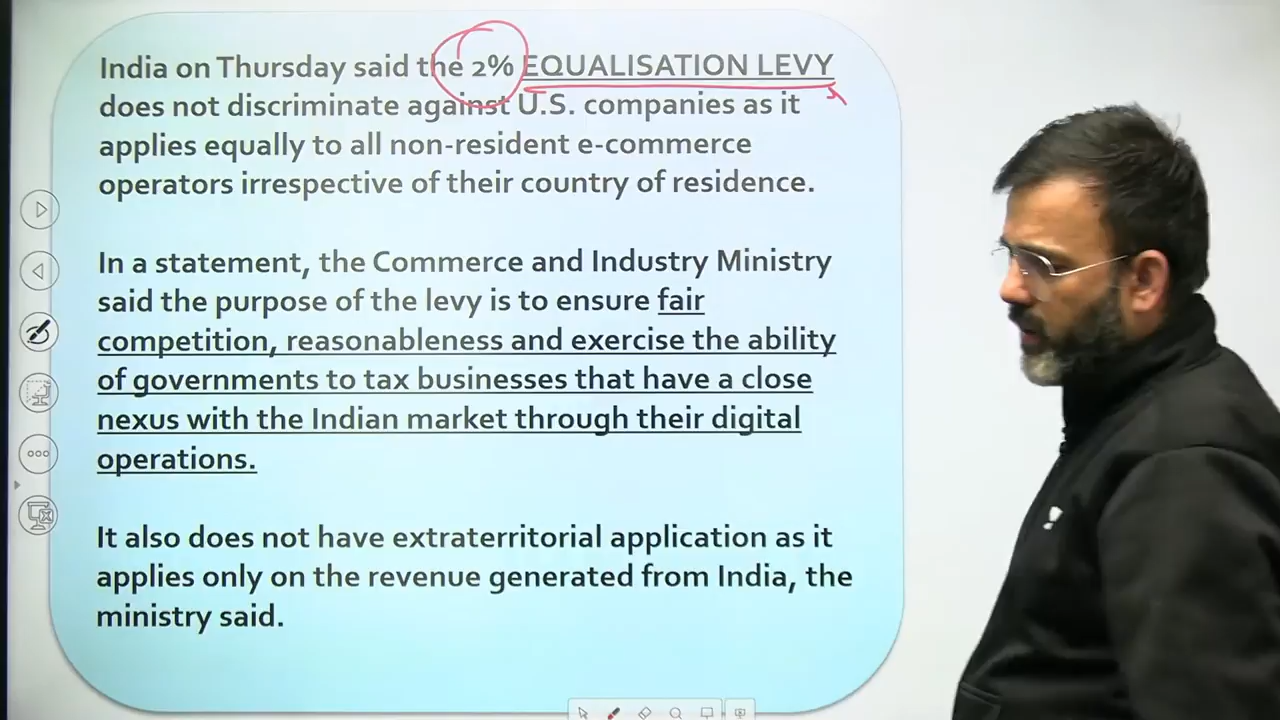 India on Thursday said the 2% EQUALISATION LEVY
does not discriminate against U.S. companies as it
applies equally to all non-resident e-commerce
operators irrespective of their country of residence.
In a statement, the Commerce and Industry Ministry
said the purpose of the levy is to ensure fair
competition, reasonableness and exercise the ability
of governments to tax businesses that have a close
nexus with the Indian market through their digital
operations.
It also does not have extraterritorial application as it
applies only on the revenue generated from India, the
ministry said.